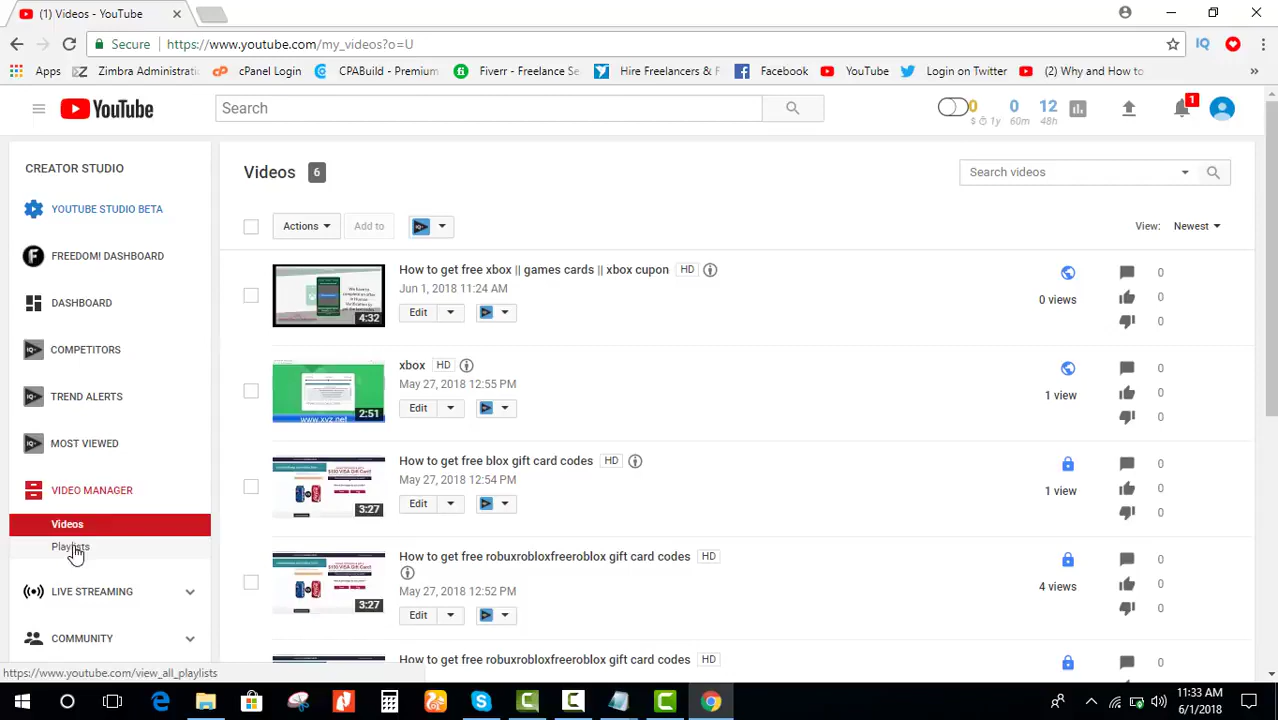 (1) Videos - YouTube
Secure https://www.youtube.com/my_videos?o=U
Apps Zimbra Administrati cPanel Login CPABuild - Premium Fiverr - Freelance Se Hire Freelancers & F Facebook YouTube Login on Twitter (2) Why and How to
YouTube Search 0 0 12 1
$ 1y 60m 48h
CREATOR STUDIO
YOUTUBE STUDIO BETA
FREEDOM! DASHBOARD
DASHBOARD
COMPETITORS
TREND ALERTS
MOST VIEWED
VIDEO MANAGER
Videos
Playlists
LIVE STREAMING
COMMUNITY
Videos 6 Search videos
Actions Add to View: Newest
How to get free xbox || games cards || xbox cupon HD
Jun 1, 2018 11:24 AM
Edit
4:32
0 views
0
0
0
xbox HD
May 27, 2018 12:55 PM
Edit
2:51
www.xyz.net
1 view
0
0
0
How to get free blox gift card codes HD
May 27, 2018 12:54 PM
Edit
3:27
1 view
0
0
0
How to get free robuxrobloxfreeroblox gift card codes HD
May 27, 2018 12:52 PM
Edit
3:27
4 views
0
0
0
How to get free robuxrobloxfreeroblox gift card codes HD
0
https://www.youtube.com/view_all_playlists
11:33 AM
6/1/2018